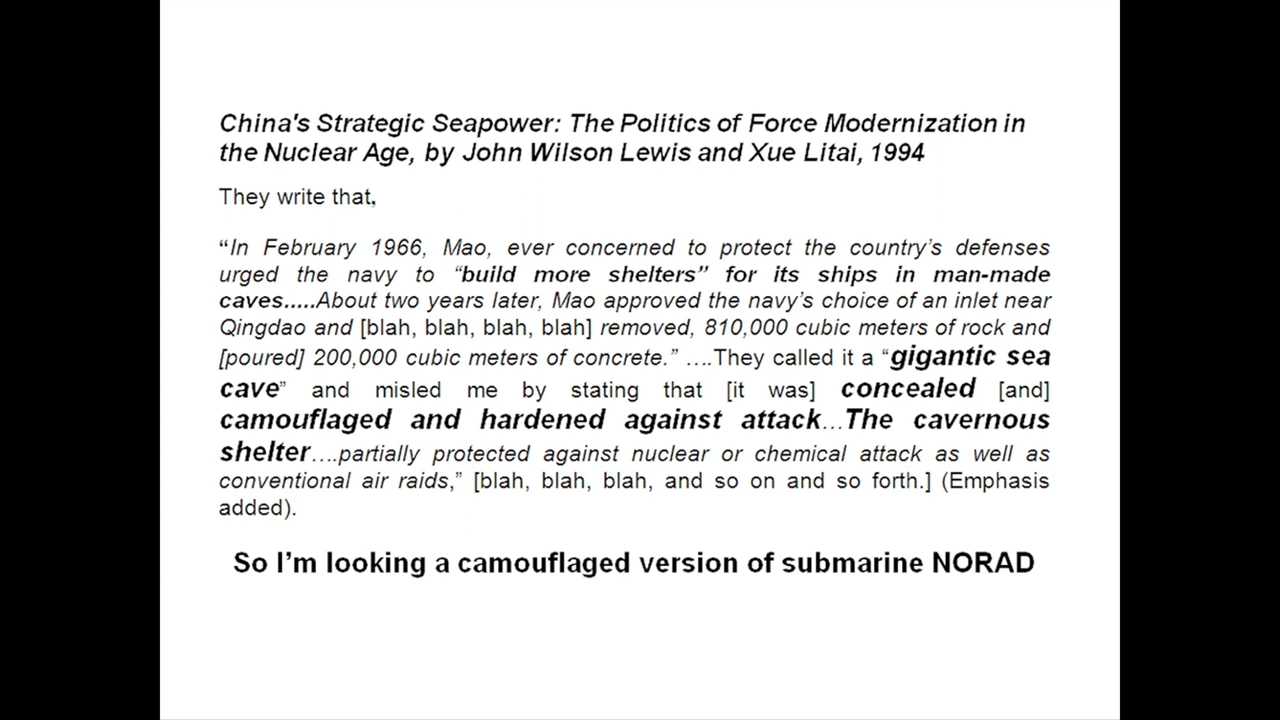 China's Strategic Seapower: The Politics of Force Modernization in
the Nuclear Age, by John Wilson Lewis and Xue Litai, 1994
They write that,
“In February 1966, Mao, ever concerned to protect the country’s defenses
urged the navy to “build more shelters” for its ships in man-made
caves.....About two years later, Mao approved the navy’s choice of an inlet near
Qingdao and [blah, blah, blah, blah] removed, 810,000 cubic meters of rock and
[poured] 200,000 cubic meters of concrete.” ….They called it a “gigantic sea
cave” and misled me by stating that [it was] concealed [and]
camouflaged and hardened against attack…The cavernous
shelter….partially protected against nuclear or chemical attack as well as
conventional air raids,” [blah, blah, blah, and so on and so forth.] (Emphasis
added).
So I’m looking a camouflaged version of submarine NORAD